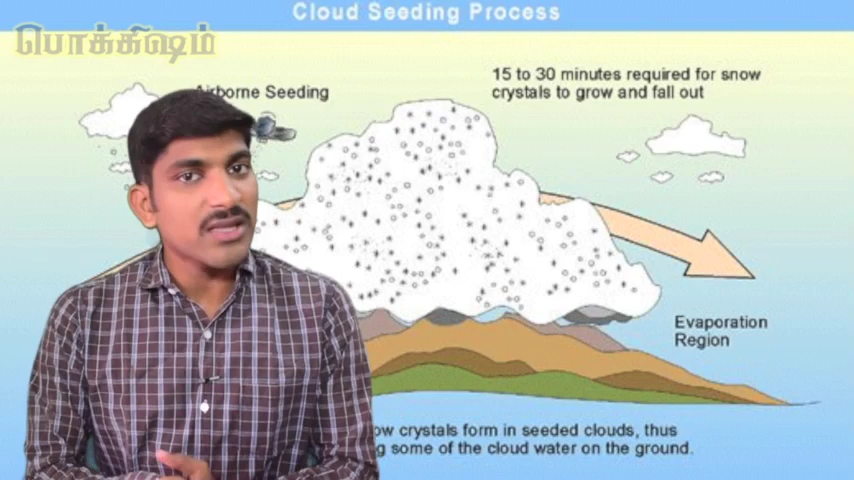 Cloud Seeding Process
பொக்கிஷம்
Airborne Seeding
15 to 30 minutes required for snow
crystals to grow and fall out
Evaporation
Region
crystals form in seeded clouds, thus
some of the cloud water on the ground.